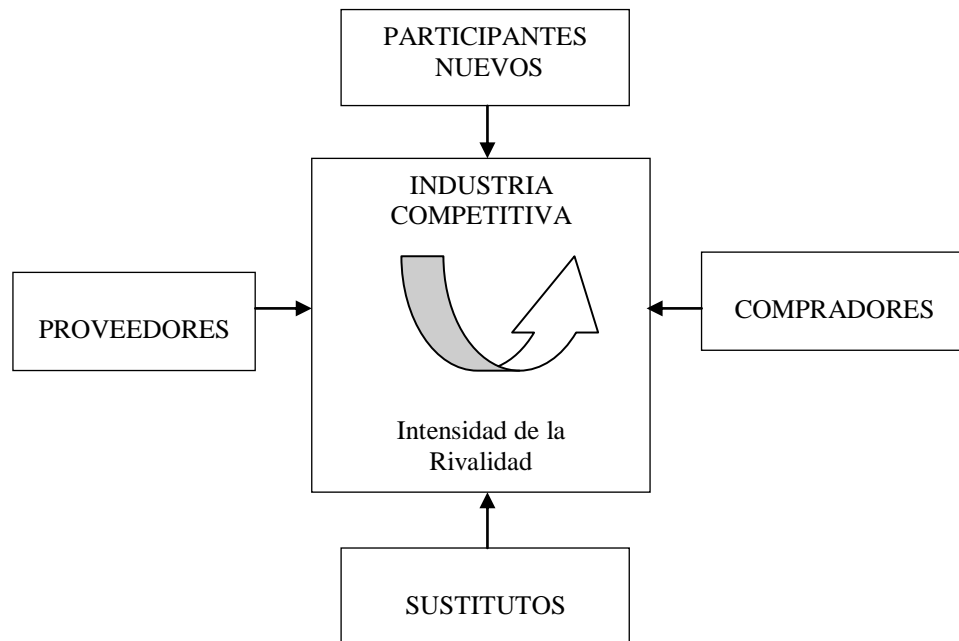 PARTICIPANTES
NUEVOS
INDUSTRIA
COMPETITIVA
PROVEEDORES
COMPRADORES
Intensidad de la
Rivalidad
SUSTITUTOS